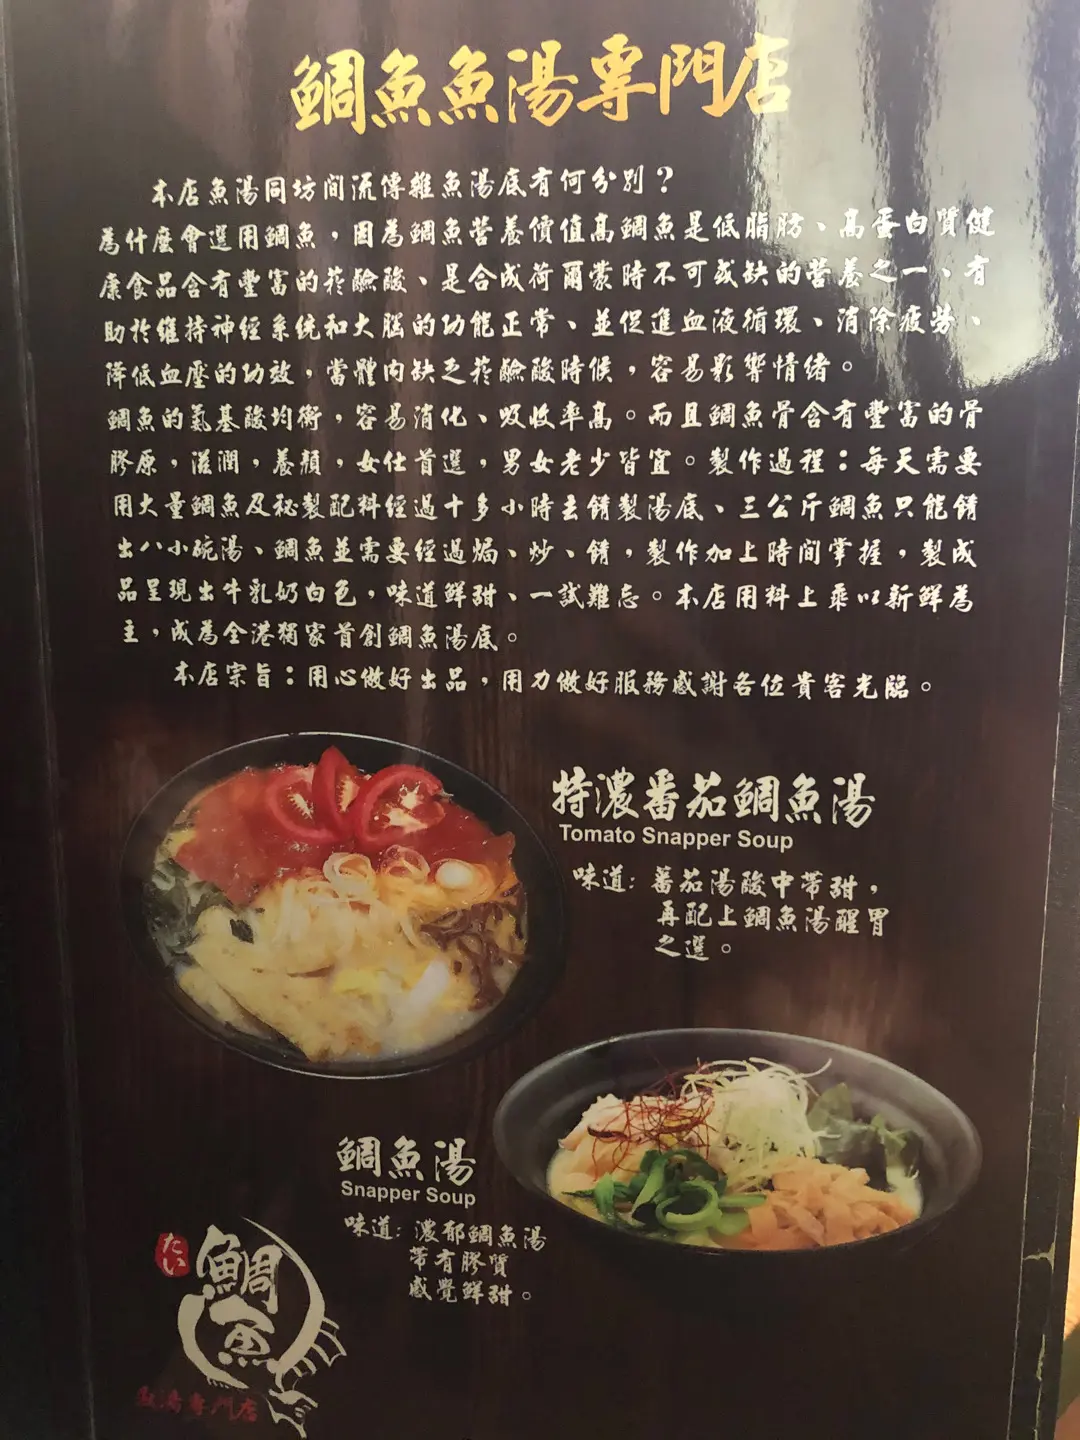 鯛魚魚湯專門店
本店魚湯同坊間流傳雜魚湯底有何分別？
為什麼會選用鯛魚，因為鯛魚營養價值高鯛魚是低脂肪、高蛋白質健
康食品含有豐富的菸鹼酸、是合成荷爾蒙時不可或缺的營養之一、有
助於維持神經系統和大腦的功能正常、並促進血液循環、消除疲勞、
降低血壓的功效，當體內缺乏菸鹼酸時候，容易影響情緒。
鯛魚的氨基酸均衡，容易消化、吸收率高。而且鯛魚骨含有豐富的骨
膠原，滋潤，養顏，女仕首選，男女老少皆宜。製作過程：每天需要
用大量鯛魚及秘製配料經過十多小時去鍺製湯底、三公斤鯛魚只能鍺
出八小碗湯、鯛魚並需要經過焗、炒、鍺，製作加上時間掌握，製成
品呈現出牛乳奶白色，味道鮮甜、一試難忘。本店用料上乘以新鮮為
主，成為全港獨家首創鯛魚湯底。
本店宗旨：用心做好出品，用力做好服務感謝各位貴客光臨。
特濃番茄鯛魚湯
Tomato Snapper Soup
味道: 蕃茄湯酸中帶甜，
再配上鯛魚湯醒胃
之選。
鯛魚湯
Snapper Soup
味道: 濃郁鯛魚湯
帶有膠質
感覺鮮甜。
たい
鯛
魚
湯專門店